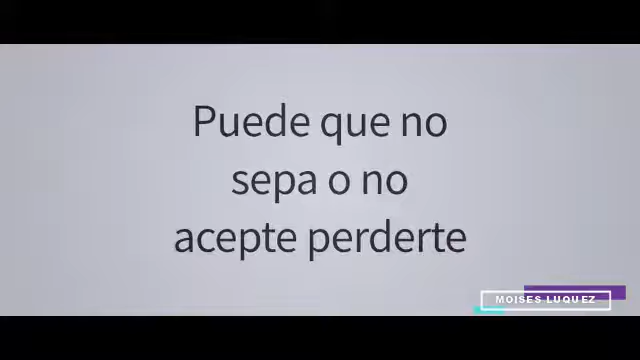 Puede que no
sepa o no
acepte perderte
MOISES LUQUEZ